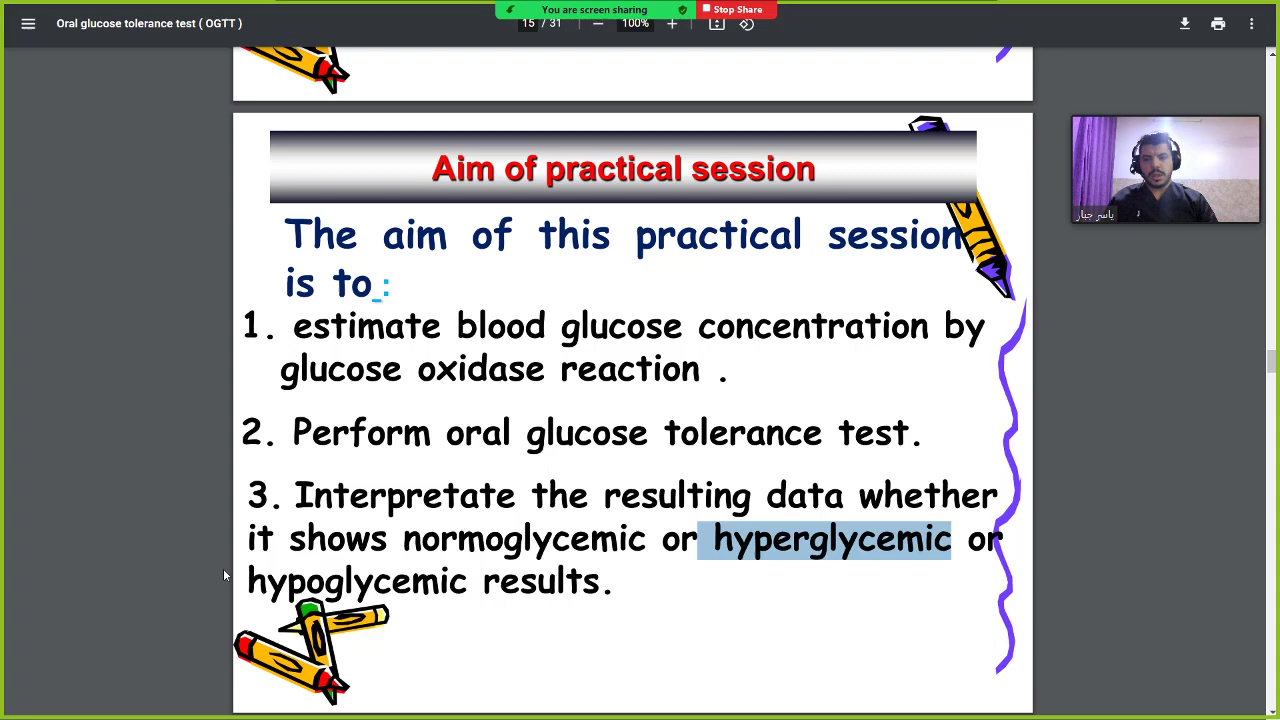 You are screen sharing
Stop Share
Oral glucose tolerance test ( OGTT )
15 / 31
100%
Aim of practical session
The aim of this practical session
is to :
1. estimate blood glucose concentration by
glucose oxidase reaction .
2. Perform oral glucose tolerance test.
3. Interpretate the resulting data whether
it shows normoglycemic or hyperglycemic or
hypoglycemic results.
ياسر جبار